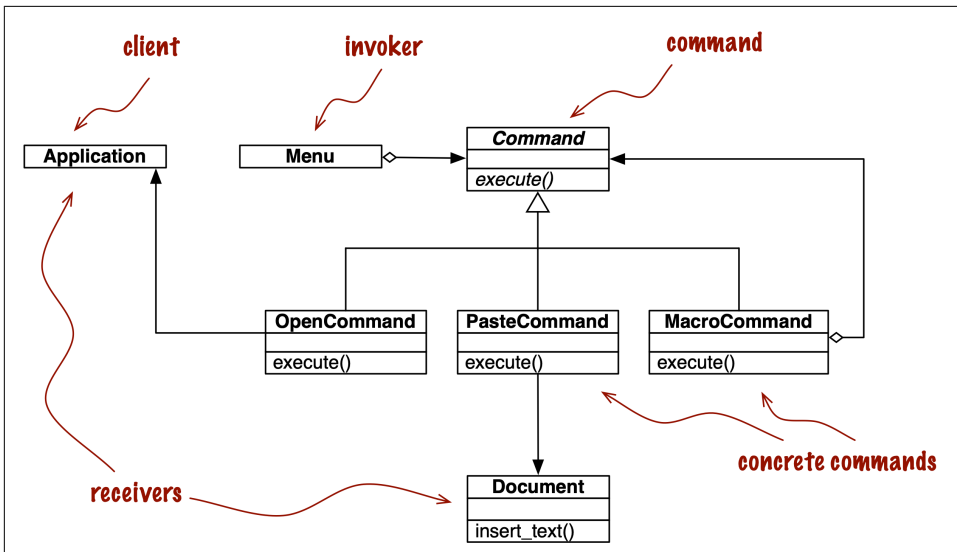 client
invoker
command
Application
Menu
Command
execute()
OpenCommand
execute()
PasteCommand
execute()
MacroCommand
execute()
concrete commands
receivers
Document
insert_text()